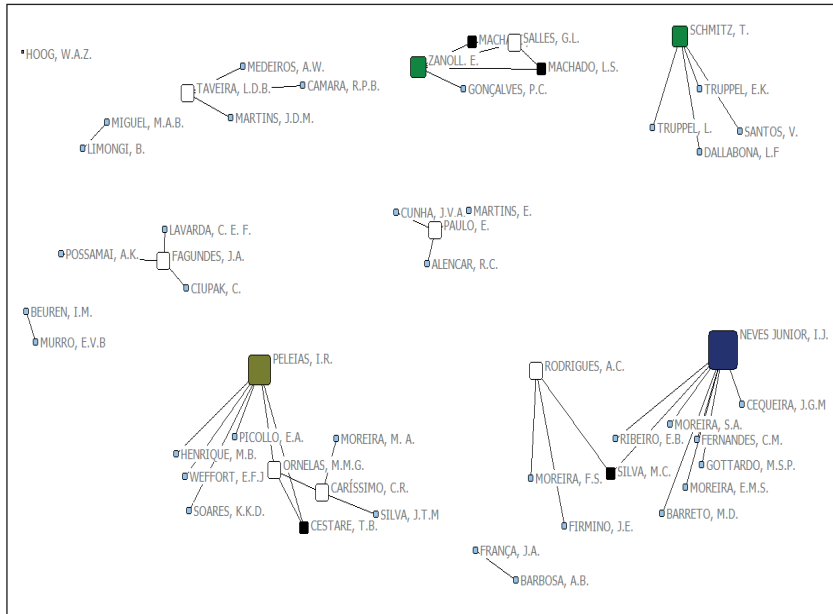 HOOG, W.A.Z.
MEDEIROS, A.W.
TAVEIRA, L.D.B.
CAMARA, R.P.B.
MARTINS, J.D.M.
MIGUEL, M.A.B.
LIMONGI, B.
SALLES, G.L.
ZANOLL. E.
MACHADO, L.S.
GONÇALVES, P.C.
SCHMITZ, T.
TRUPPEL, E.K.
TRUPPEL, L.
SANTOS, V.
DALLABONA, L.F
LAVARDA, C. E. F.
POSSAMAI, A.K.
FAGUNDES, J.A.
CIUPAK, C.
CUNHA, J.V.A.
MARTINS, E.
PAULO, E.
ALENCAR, R.C.
BEUREN, I.M.
MURRO, E.V.B
PELEIAS, I.R.
PICOLLO, E.A.
MOREIRA, M. A.
HENRIQUE, M.B.
ORNELAS, M.M.G.
WEFFORT, E.F.J
CARÍSSIMO, C.R.
SOARES, K.K.D.
SILVA, J.T.M
CESTARE, T.B.
RODRIGUES, A.C.
NEVES JUNIOR, I.J.
CEQUEIRA, J.G.M
MOREIRA, S.A.
RIBEIRO, E.B.
FERNANDES, C.M.
GOTTARDO, M.S.P.
SILVA, M.C.
MOREIRA, F.S.
MOREIRA, E.M.S.
BARRETO, M.D.
FIRMINO, J.E.
FRANÇA, J.A.
BARBOSA, A.B.